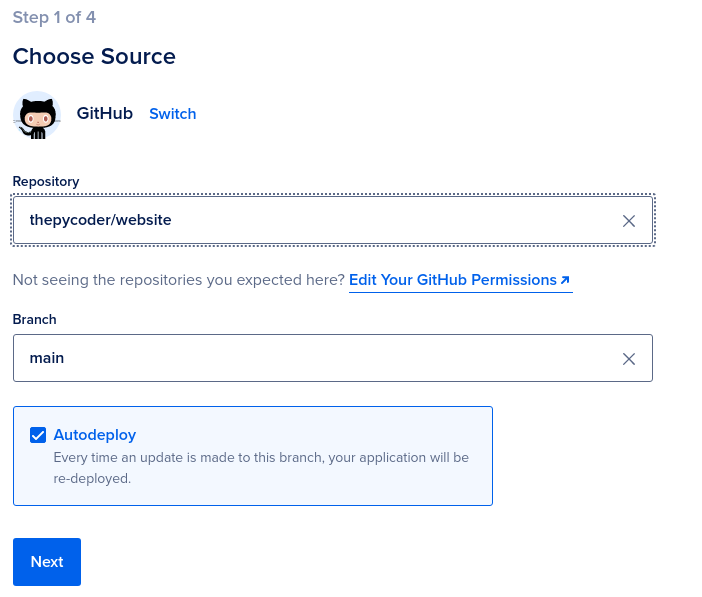 Step 1 of 4
Choose Source
GitHub Switch
Repository
thepycoder/website
Not seeing the repositories you expected here? Edit Your GitHub Permissions
Branch
main
Autodeploy
Every time an update is made to this branch, your application will be
re-deployed.
Next